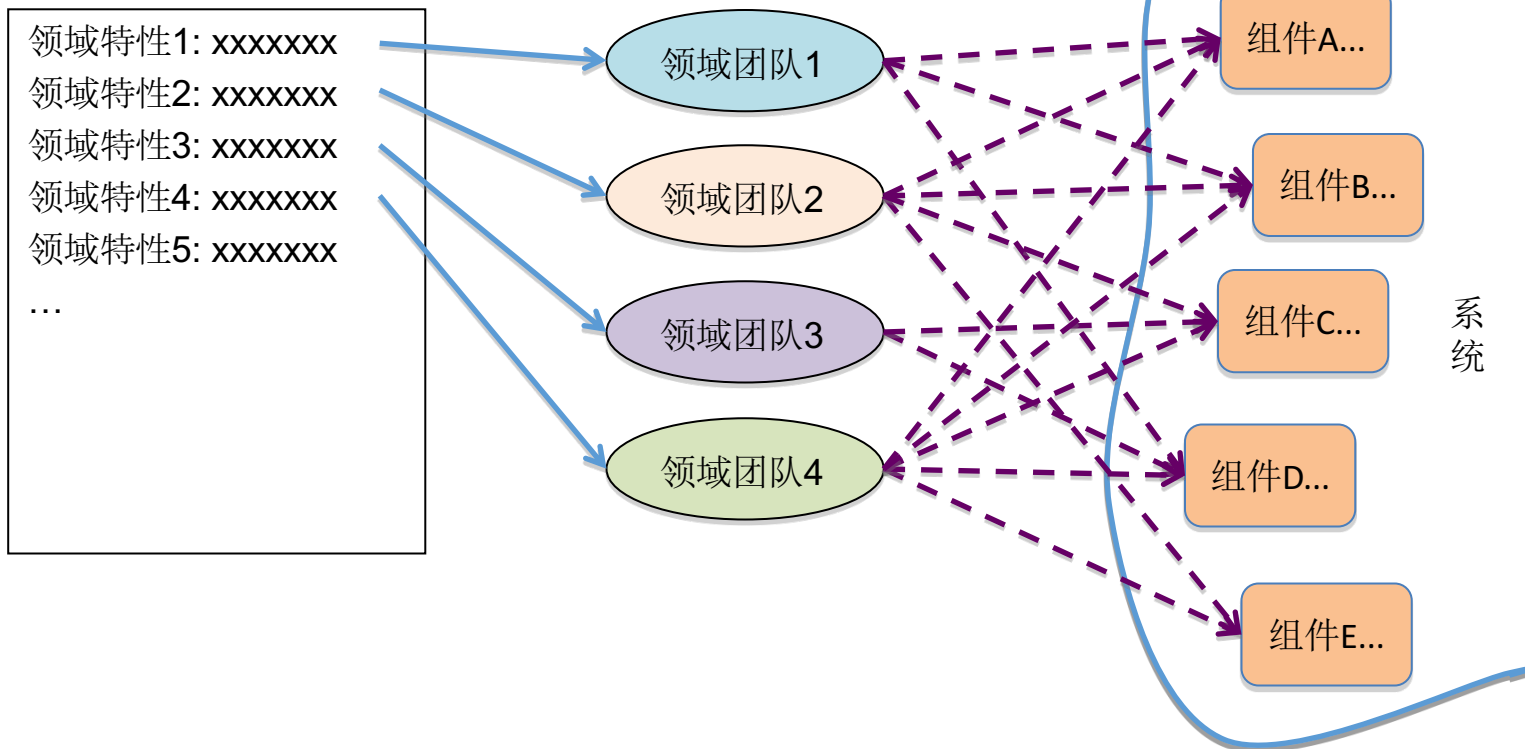 领域特性1: xxxxxxx
领域特性2: xxxxxxx
领域特性3: xxxxxxx
领域特性4: xxxxxxx
领域特性5: xxxxxxx
…
领域团队1
领域团队2
领域团队3
领域团队4
组件A...
组件B...
组件C...
组件D...
组件E...
系
统